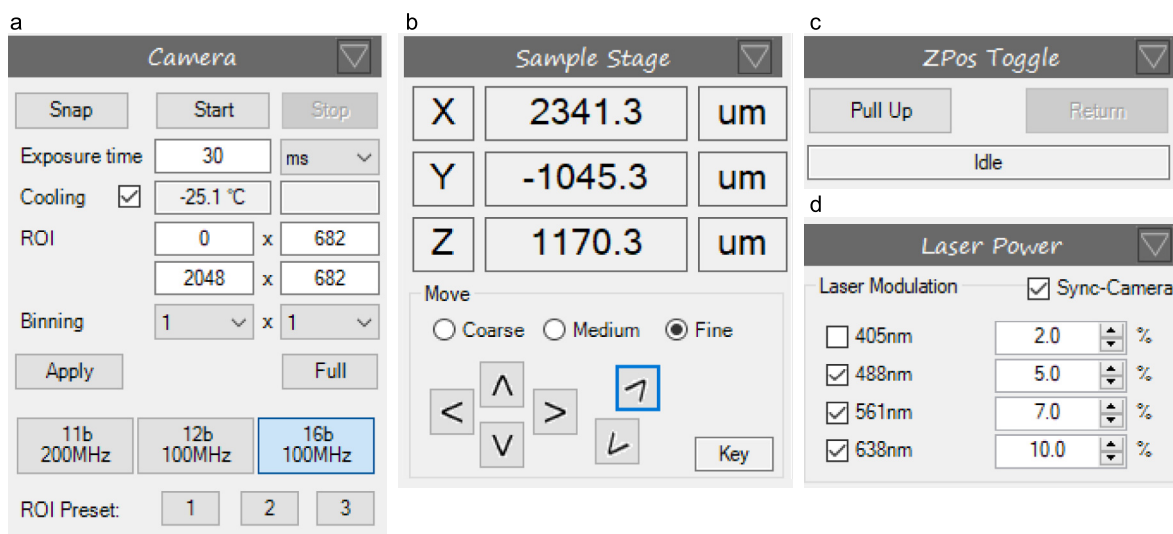 a
Camera
Snap Start Stop
Exposure time 30 ms
Cooling -25.1 ℃
ROI 0 x 682
2048 x 682
Binning 1 x 1
Apply Full
11b 12b 16b
200MHz 100MHz 100MHz
ROI Preset: 1 2 3
b
Sample Stage
X 2341.3 um
Y -1045.3 um
Z 1170.3 um
Move
Coarse Medium Fine
< Λ V > > <
Key
c
ZPos Toggle
Pull Up Return
Idle
d
Laser Power
Laser Modulation Sync-Camera
405nm 2.0 %
488nm 5.0 %
561nm 7.0 %
638nm 10.0 %